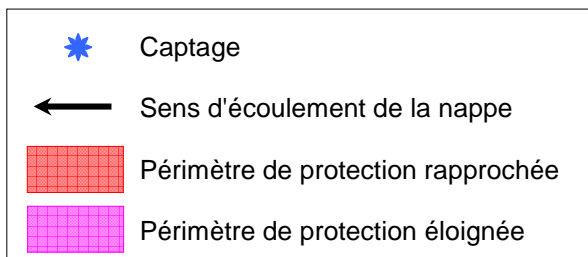 Captage
Sens d'écoulement de la nappe
Périmètre de protection rapprochée
Périmètre de protection éloignée